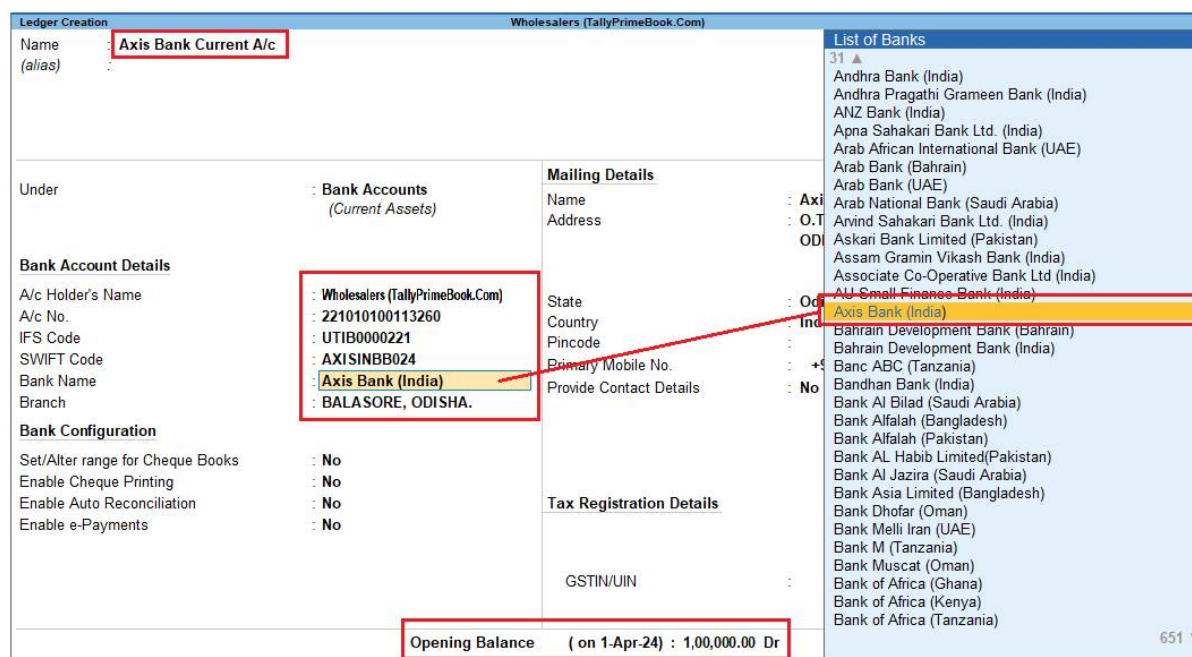 Ledger Creation
Wholesalers (TallyPrimeBook.Com)
Name : Axis Bank Current A/c
(alias) :
Under : Bank Accounts
(Current Assets)
Bank Account Details
A/c Holder's Name : Wholesalers (TallyPrimeBook.Com)
A/c No. : 221010100113260
IFS Code : UTIB0000221
SWIFT Code : AXISINBB024
Bank Name : Axis Bank (India)
Branch : BALASORE, ODISHA.
Bank Configuration
Set/Alter range for Cheque Books : No
Enable Cheque Printing : No
Enable Auto Reconciliation : No
Enable e-Payments : No
Mailing Details
Name : Axi
Address : O.T
ODI
State : Od
Country : Ind
Pincode :
Primary Mobile No.
Provide Contact Details : No
Tax Registration Details
GSTIN/UIN :
Opening Balance ( on 1-Apr-24) : 1,00,000.00 Dr
List of Banks
31 ▲
Andhra Bank (India)
Andhra Pragathi Grameen Bank (India)
ANZ Bank (India)
Apna Sahakari Bank Ltd. (India)
Arab African International Bank (UAE)
Arab Bank (Bahrain)
Arab Bank (UAE)
Arab National Bank (Saudi Arabia)
Arvind Sahakari Bank Ltd. (India)
Askari Bank Limited (Pakistan)
Assam Gramin Vikash Bank (India)
Associate Co-Operative Bank Ltd (India)
AU Small Finance Bank (India)
Axis Bank (India)
Bahrain Development Bank (Bahrain)
Bahrain Development Bank (India)
Banc ABC (Tanzania)
Bandhan Bank (India)
Bank Al Bilad (Saudi Arabia)
Bank Alfalah (Bangladesh)
Bank Alfalah (Pakistan)
Bank AL Habib Limited(Pakistan)
Bank Al Jazira (Saudi Arabia)
Bank Asia Limited (Bangladesh)
Bank Dhofar (Oman)
Bank Melli Iran (UAE)
Bank M (Tanzania)
Bank Muscat (Oman)
Bank of Africa (Ghana)
Bank of Africa (Kenya)
Bank of Africa (Tanzania)
651